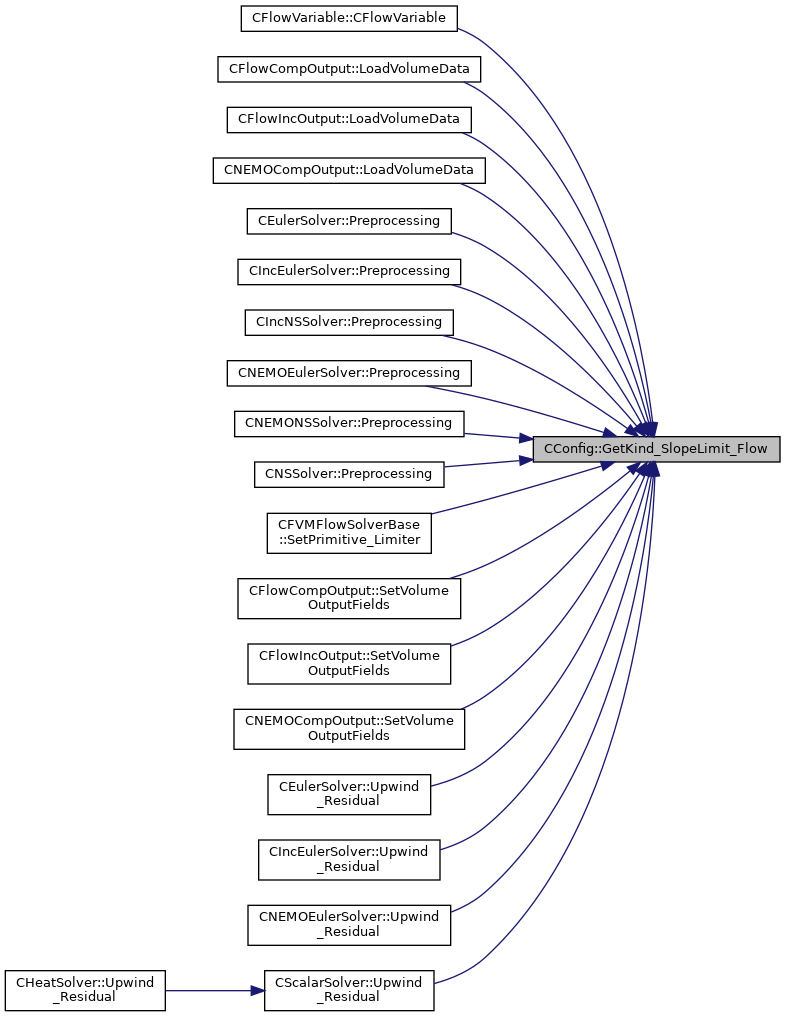 CFlowVariable::CFlowVariable
CFlowCompOutput::LoadVolumeData
CFlowIncOutput::LoadVolumeData
CNEMOCompOutput::LoadVolumeData
CEulerSolver::Preprocessing
CIncEulerSolver::Preprocessing
CIncNSSolver::Preprocessing
CNEMOEulerSolver::Preprocessing
CNEMONSSolver::Preprocessing
CConfig::GetKind_SlopeLimit_Flow
CNSSolver::Preprocessing
CFVMFlowSolverBase
::SetPrimitive_Limiter
CFlowCompOutput::SetVolume
OutputFields
CFlowIncOutput::SetVolume
OutputFields
CNEMOCompOutput::SetVolume
OutputFields
CEulerSolver::Upwind
_Residual
CIncEulerSolver::Upwind
_Residual
CNEMOEulerSolver::Upwind
_Residual
CHeatSolver::Upwind
_Residual
CScalarSolver::Upwind
_Residual